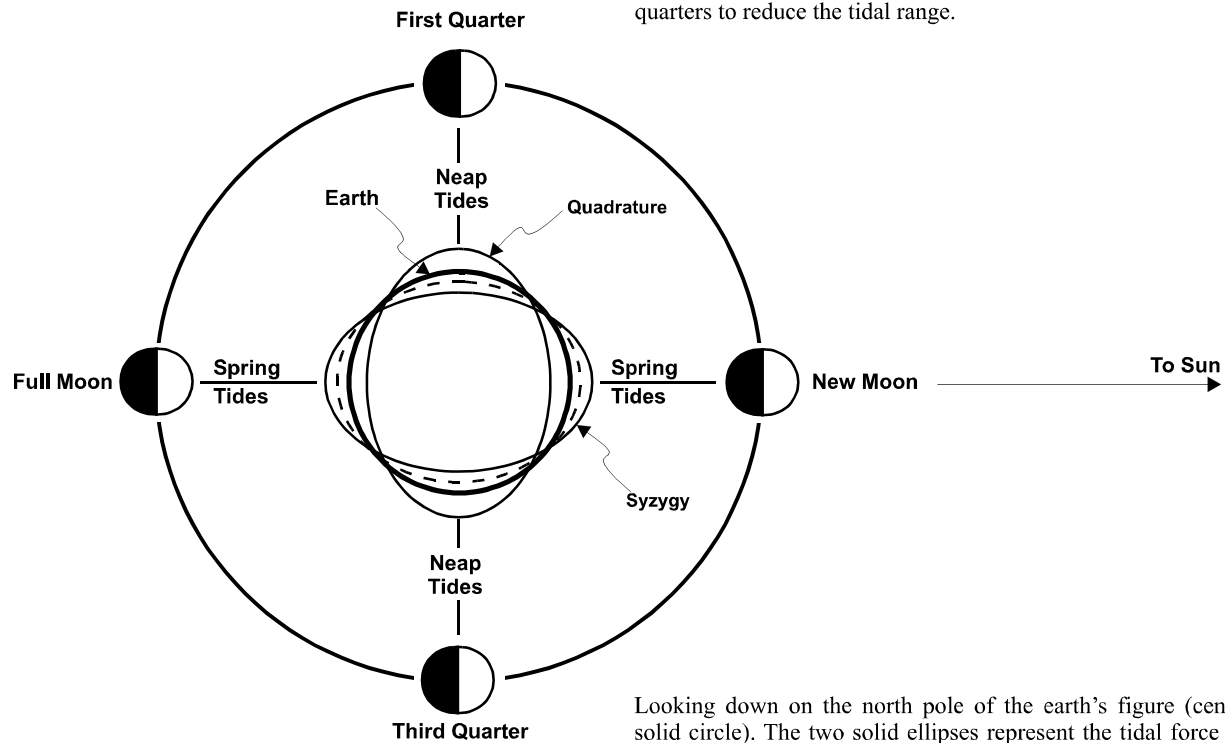 quarters to reduce the tidal range.
First Quarter
Neap
Tides
Earth
Quadrature
Full Moon
Spring
Tides
Spring
Tides
New Moon
To Sun
Syzygy
Neap
Tides
Third Quarter
Looking down on the north pole of the earth’s figure (cen
solid circle). The two solid ellipses represent the tidal force